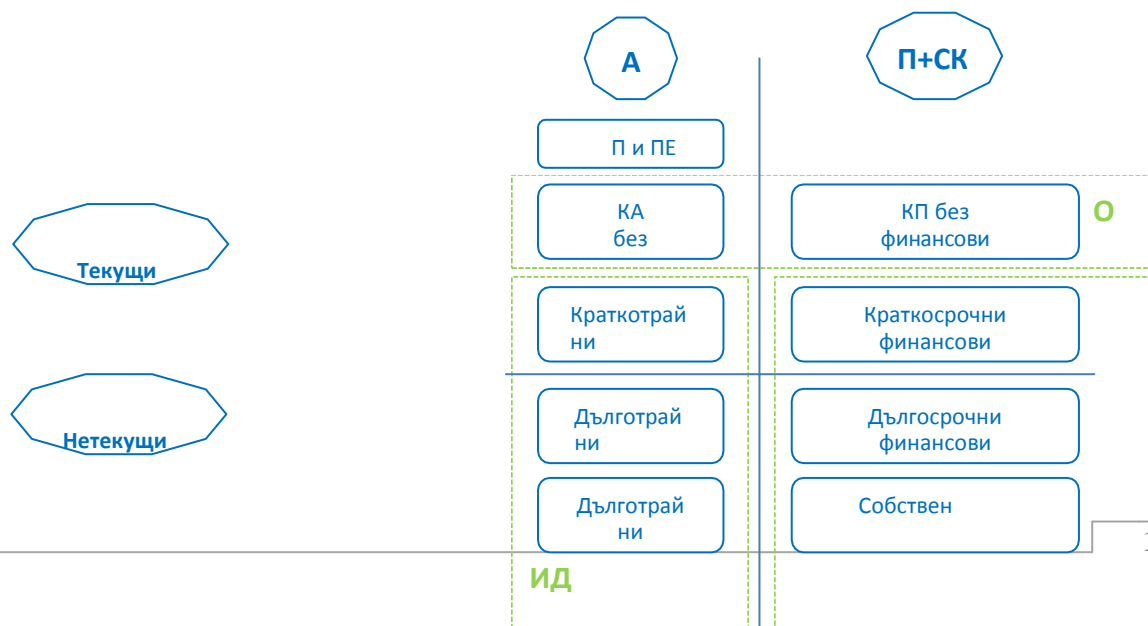 А
П+СК
П и ПЕ
КА
без
КП без
финансови
О
Текущи
Краткотрай
ни
Краткосрочни
финансови
Нетекущи
Дълготрай
ни
Дългосрочни
финансови
Дълготрай
ни
Собствен
ИД